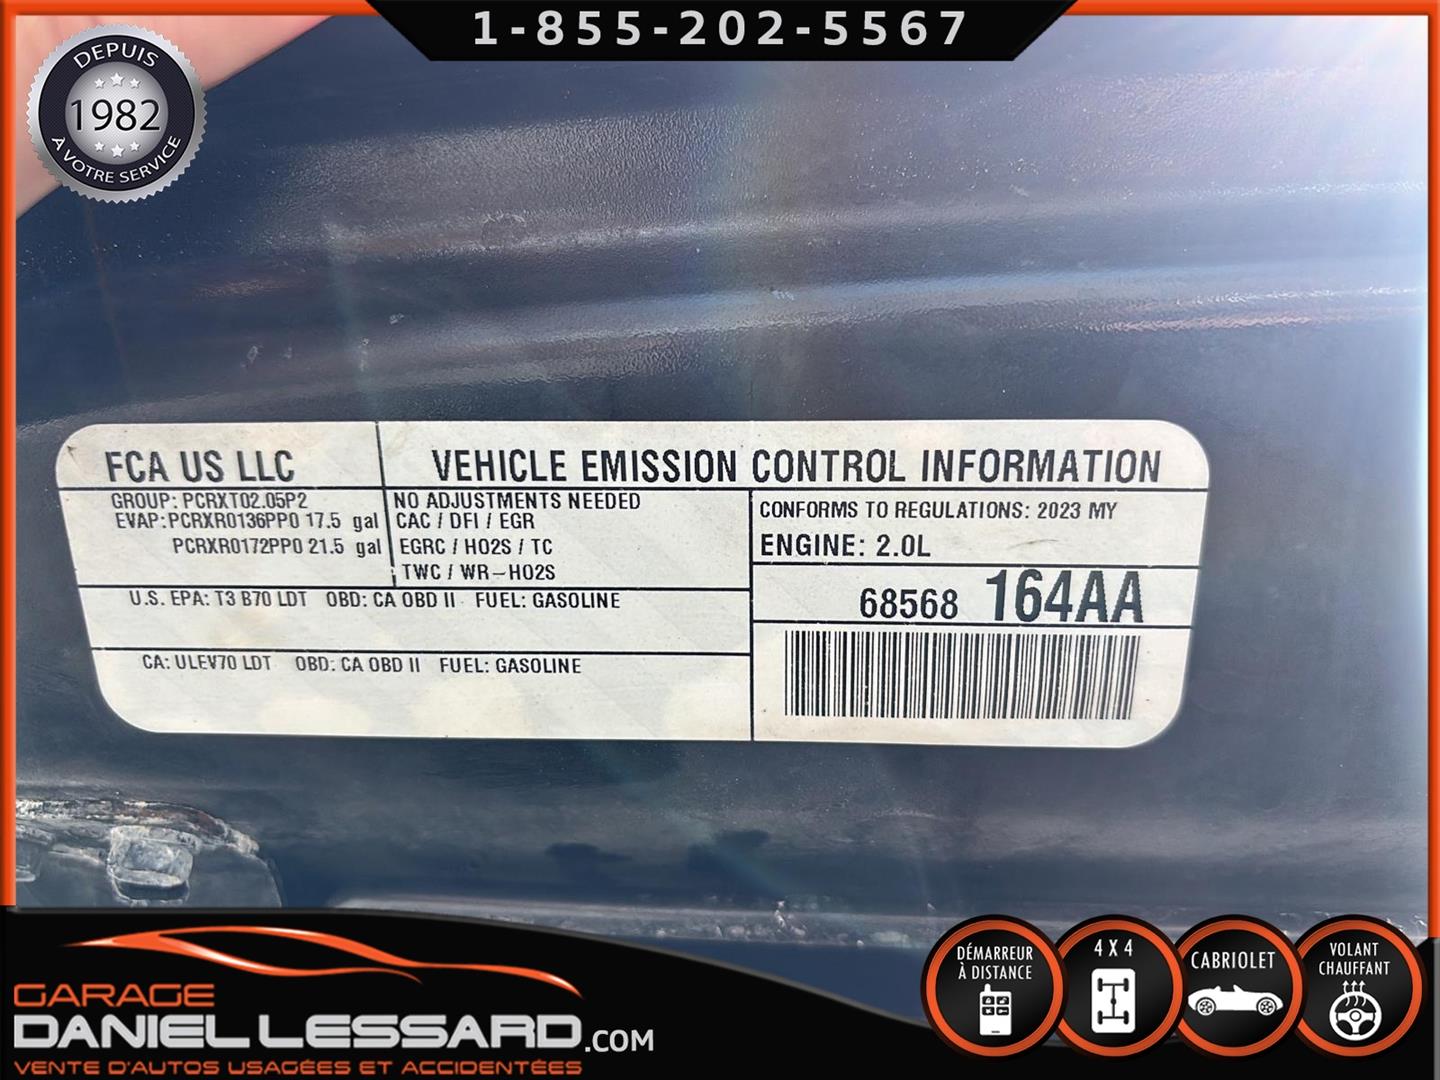 1-855-202-5567
DEPUIS
1982
À VOTRE SERVICE
FCA US LLC
VEHICLE EMISSION CONTROL INFORMATION
GROUP: PCRXT02.05P2
EVAP: PCRXR0136PP0 17.5 gal
PCRXR0172PP0 21.5 gal
NO ADJUSTMENTS NEEDED
CAC / DFI / EGR
EGRC / HO2S / TC
TWC / WR-HO2S
CONFORMS TO REGULATIONS: 2023 MY
ENGINE: 2.0L
68568 164AA
U.S. EPA: T3 B70 LDT OBD: CA OBD II FUEL: GASOLINE
CA: ULEV70 LDT OBD: CA OBD II FUEL: GASOLINE
GARAGE
DANIEL LESSARD.COM
VENTE D'AUTOS USAGÉES ET ACCIDENTÉES
DÉMARREUR
À DISTANCE
4 X 4
CABRIOLET
VOLANT
CHAUFFANT